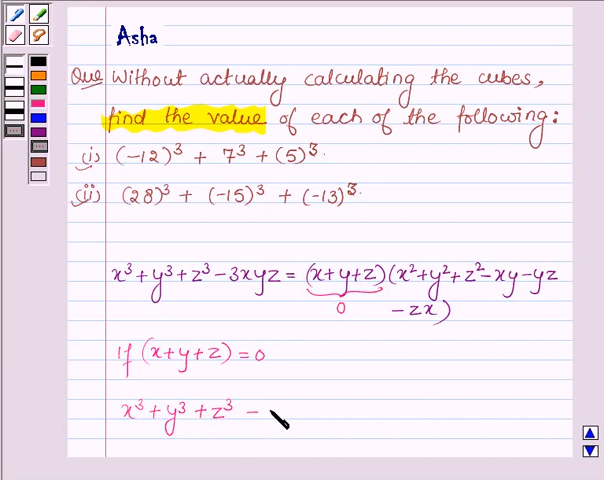 Asha
Que Without actually calculating the cubes,
find the value of each of the following:
(i) (-12)³ + 7³ + (5)³.
(ii) (28)³ + (-15)³ + (-13)³.
x³ + y³ + z³ - 3xyz = (x+y+z)(x² + y² + z² - xy - yz
0 - zx)
If (x+y+z) = 0
x³ + y³ + z³ -